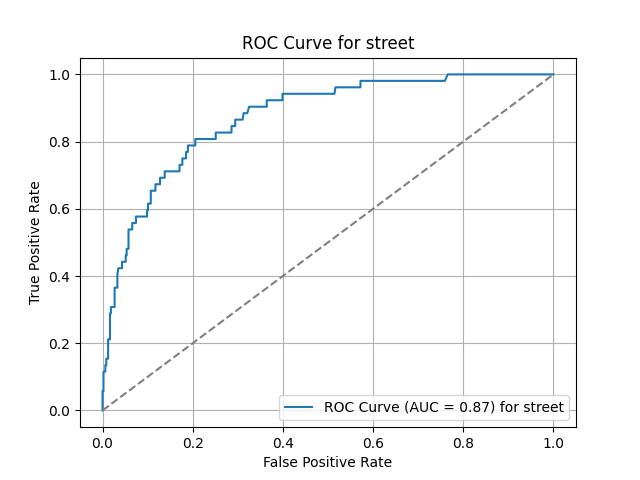 ROC Curve for street
True Positive Rate
1.0
0.8
0.6
0.4
0.2
0.0
ROC Curve (AUC = 0.87) for street
0.0 0.2 0.4 0.6 0.8 1.0
False Positive Rate